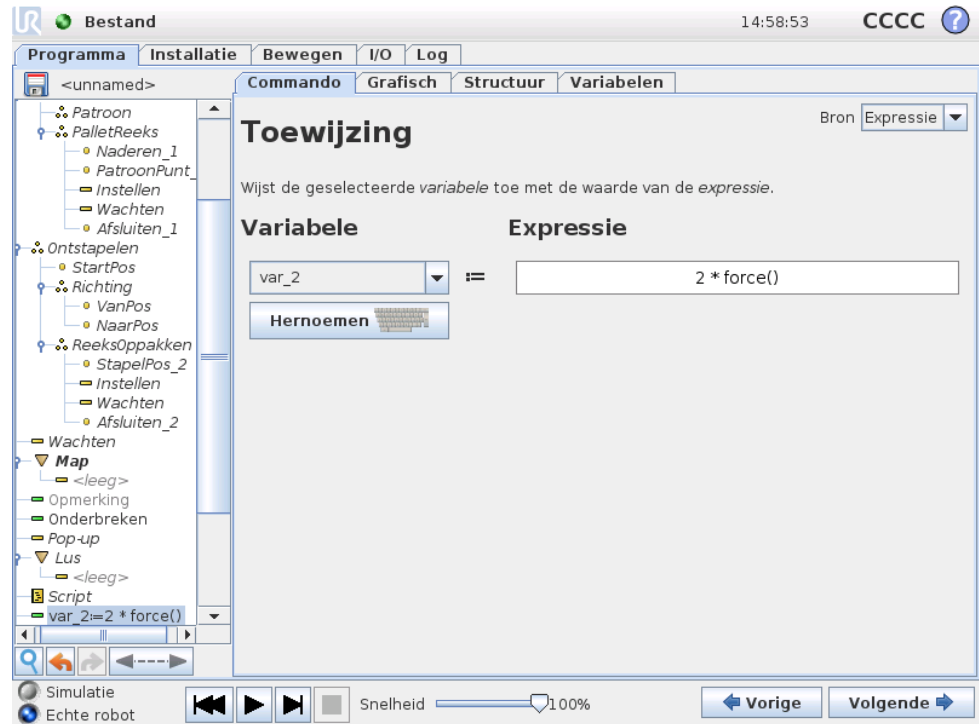 UR Bestand 14:58:53 CCCC ?
Programma Installatie Bewegen I/O Log
<unnamed>
Commando Grafisch Structuur Variabelen
Patroon
PalletReeks
Naderen_1
PatroonPunt_
Instellen
Wachten
Afsluiten_1
Ontstapelen
StartPos
Richting
VanPos
NaarPos
ReeksOppakken
StapelPos_2
Instellen
Wachten
Afsluiten_2
Wachten
Map
<leeg>
Opmerking
Onderbreken
Pop-up
Lus
<leeg>
Script
var_2:=2 * force()
Bron Expressie
Toewijzing
Wijst de geselecteerde variabele toe met de waarde van de expressie.
Variabele Expressie
var_2 := 2 * force()
Hernoemen
Simulatie
Echte robot
Snelheid 100%
Vorige Volgende